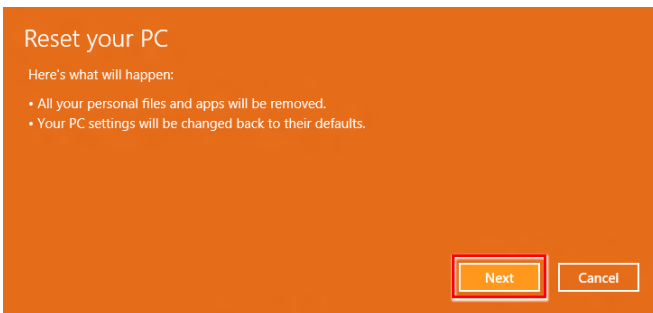 Reset your PC
Here's what will happen:
• All your personal files and apps will be removed.
• Your PC settings will be changed back to their defaults.
Next Cancel